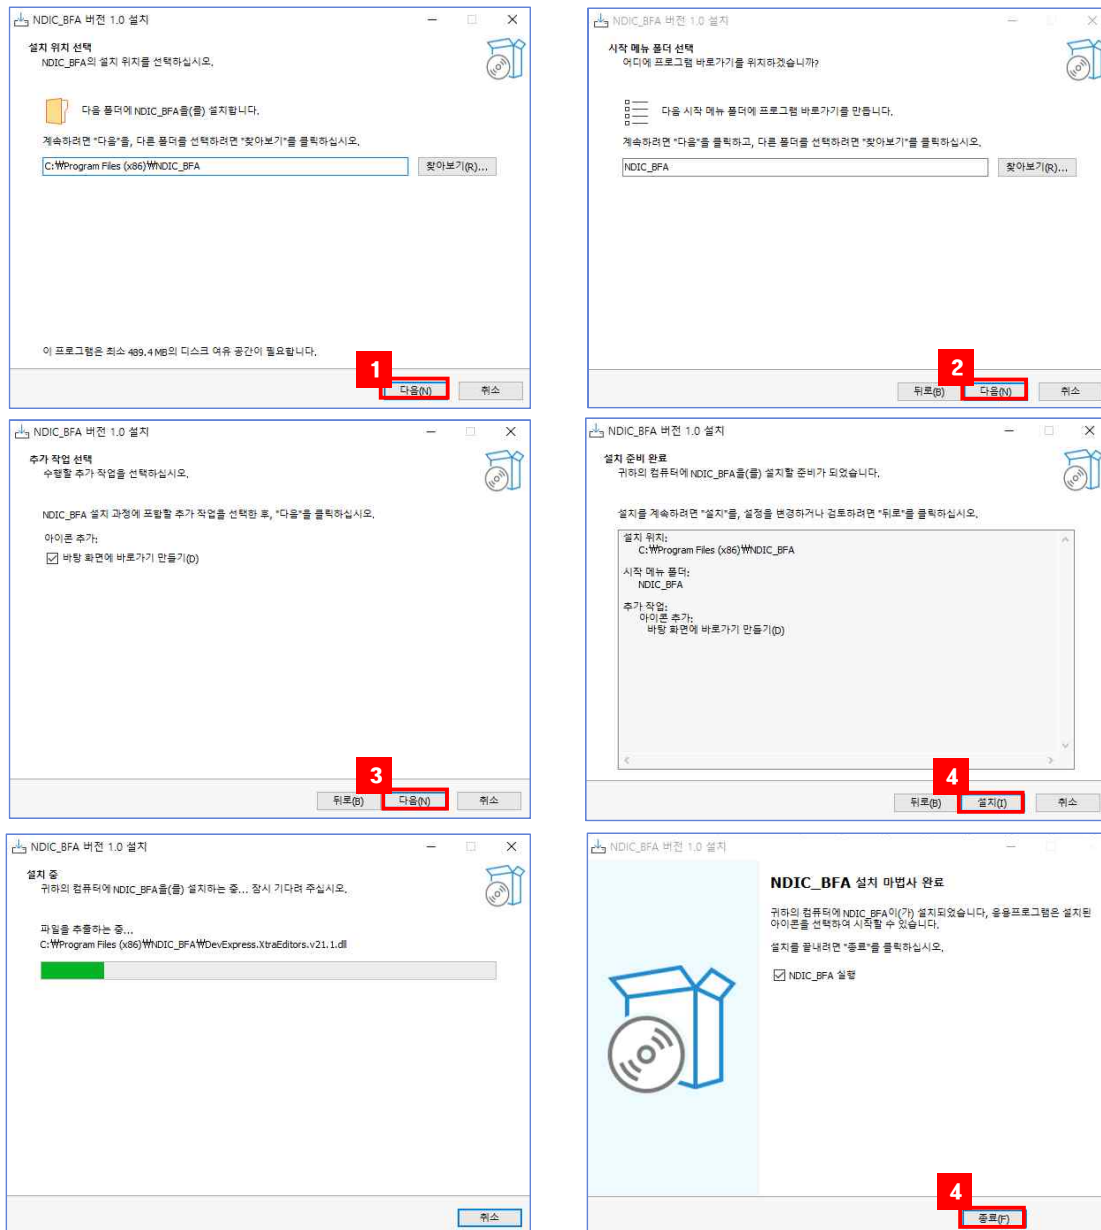 NDIC_BFA 버전 1.0 설치
설치 위치 선택
NDIC_BFA의 설치 위치를 선택하십시오.
다음 폴더에 NDIC_BFA을(를) 설치합니다.
계속하려면 "다음"을, 다른 폴더를 선택하려면 "찾아보기"를 클릭하십시오.
C:₩Program Files (x86)₩NDIC_BFA
찾아보기(R)...
이 프로그램은 최소 489.4 MB의 디스크 여유 공간이 필요합니다.
1
다음(N)
취소
NDIC_BFA 버전 1.0 설치
시작 메뉴 폴더 선택
어디에 프로그램 바로가기를 위치하겠습니까?
다음 시작 메뉴 폴더에 프로그램 바로가기를 만듭니다.
계속하려면 "다음"을 클릭하고, 다른 폴더를 선택하려면 "찾아보기"를 클릭하십시오.
NDIC_BFA
찾아보기(R)...
2
뒤로(B)
다음(N)
취소
NDIC_BFA 버전 1.0 설치
추가 작업 선택
수행할 추가 작업을 선택하십시오.
NDIC_BFA 설치 과정에 포함할 추가 작업을 선택한 후, "다음"을 클릭하십시오.
아이콘 추가:
바탕 화면에 바로가기 만들기(D)
3
뒤로(B)
다음(N)
취소
NDIC_BFA 버전 1.0 설치
설치 준비 완료
귀하의 컴퓨터에 NDIC_BFA을(를) 설치할 준비가 되었습니다.
설치를 계속하려면 "설치"를, 설정을 변경하거나 검토하려면 "뒤로"를 클릭하십시오.
설치 위치:
C:₩Program Files (x86)₩NDIC_BFA
시작 메뉴 폴더:
NDIC_BFA
추가 작업:
아이콘 추가:
바탕 화면에 바로가기 만들기(D)
4
뒤로(B)
설치(I)
취소
NDIC_BFA 버전 1.0 설치
설치 중
귀하의 컴퓨터에 NDIC_BFA을(를) 설치하는 중... 잠시 기다려 주십시오.
파일을 추출하는 중...
C:₩Program Files (x86)₩NDIC_BFA₩DevExpress.XtraEditors.v21.1.dll
취소
NDIC_BFA 버전 1.0 설치
NDIC_BFA 설치 마법사 완료
귀하의 컴퓨터에 NDIC_BFA이(가) 설치되었습니다, 응용프로그램은 설치된
아이콘을 선택하여 시작할 수 있습니다.
설치를 끝내려면 "종료"를 클릭하십시오.
NDIC_BFA 실행
4
종료(F)